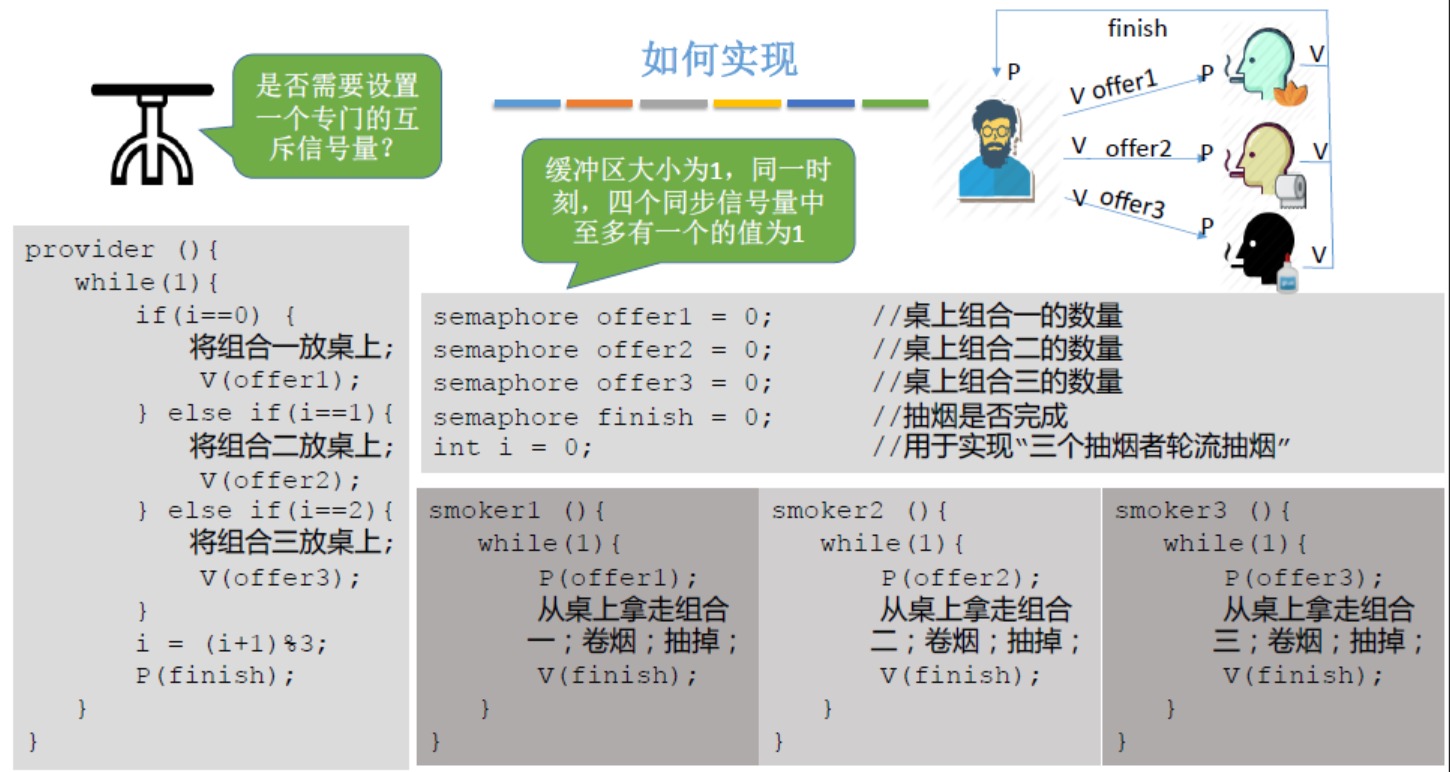 如何实现
是否需要设置
一个专门的互
斥信号量？
缓冲区大小为1，同一时
刻，四个同步信号量中
至多有一个的值为1
finish
P
V offer1 P
V
V offer2 P
V
V offer3 P
V
provider (){
while(1){
if(i==0) {
将组合一放桌上;
V(offer1);
} else if(i==1){
将组合二放桌上;
V(offer2);
} else if(i==2){
将组合三放桌上;
V(offer3);
}
i = (i+1)%3;
P(finish);
}
}
semaphore offer1 = 0; //桌上组合一的数量
semaphore offer2 = 0; //桌上组合二的数量
semaphore offer3 = 0; //桌上组合三的数量
semaphore finish = 0; //抽烟是否完成
int i = 0; //用于实现“三个抽烟者轮流抽烟”
smoker1 (){
while(1){
P(offer1);
从桌上拿走组合
一；卷烟；抽掉；
V(finish);
}
}
smoker2 (){
while(1){
P(offer2);
从桌上拿走组合
二；卷烟；抽掉；
V(finish);
}
}
smoker3 (){
while(1){
P(offer3);
从桌上拿走组合
三；卷烟；抽掉；
V(finish);
}
}